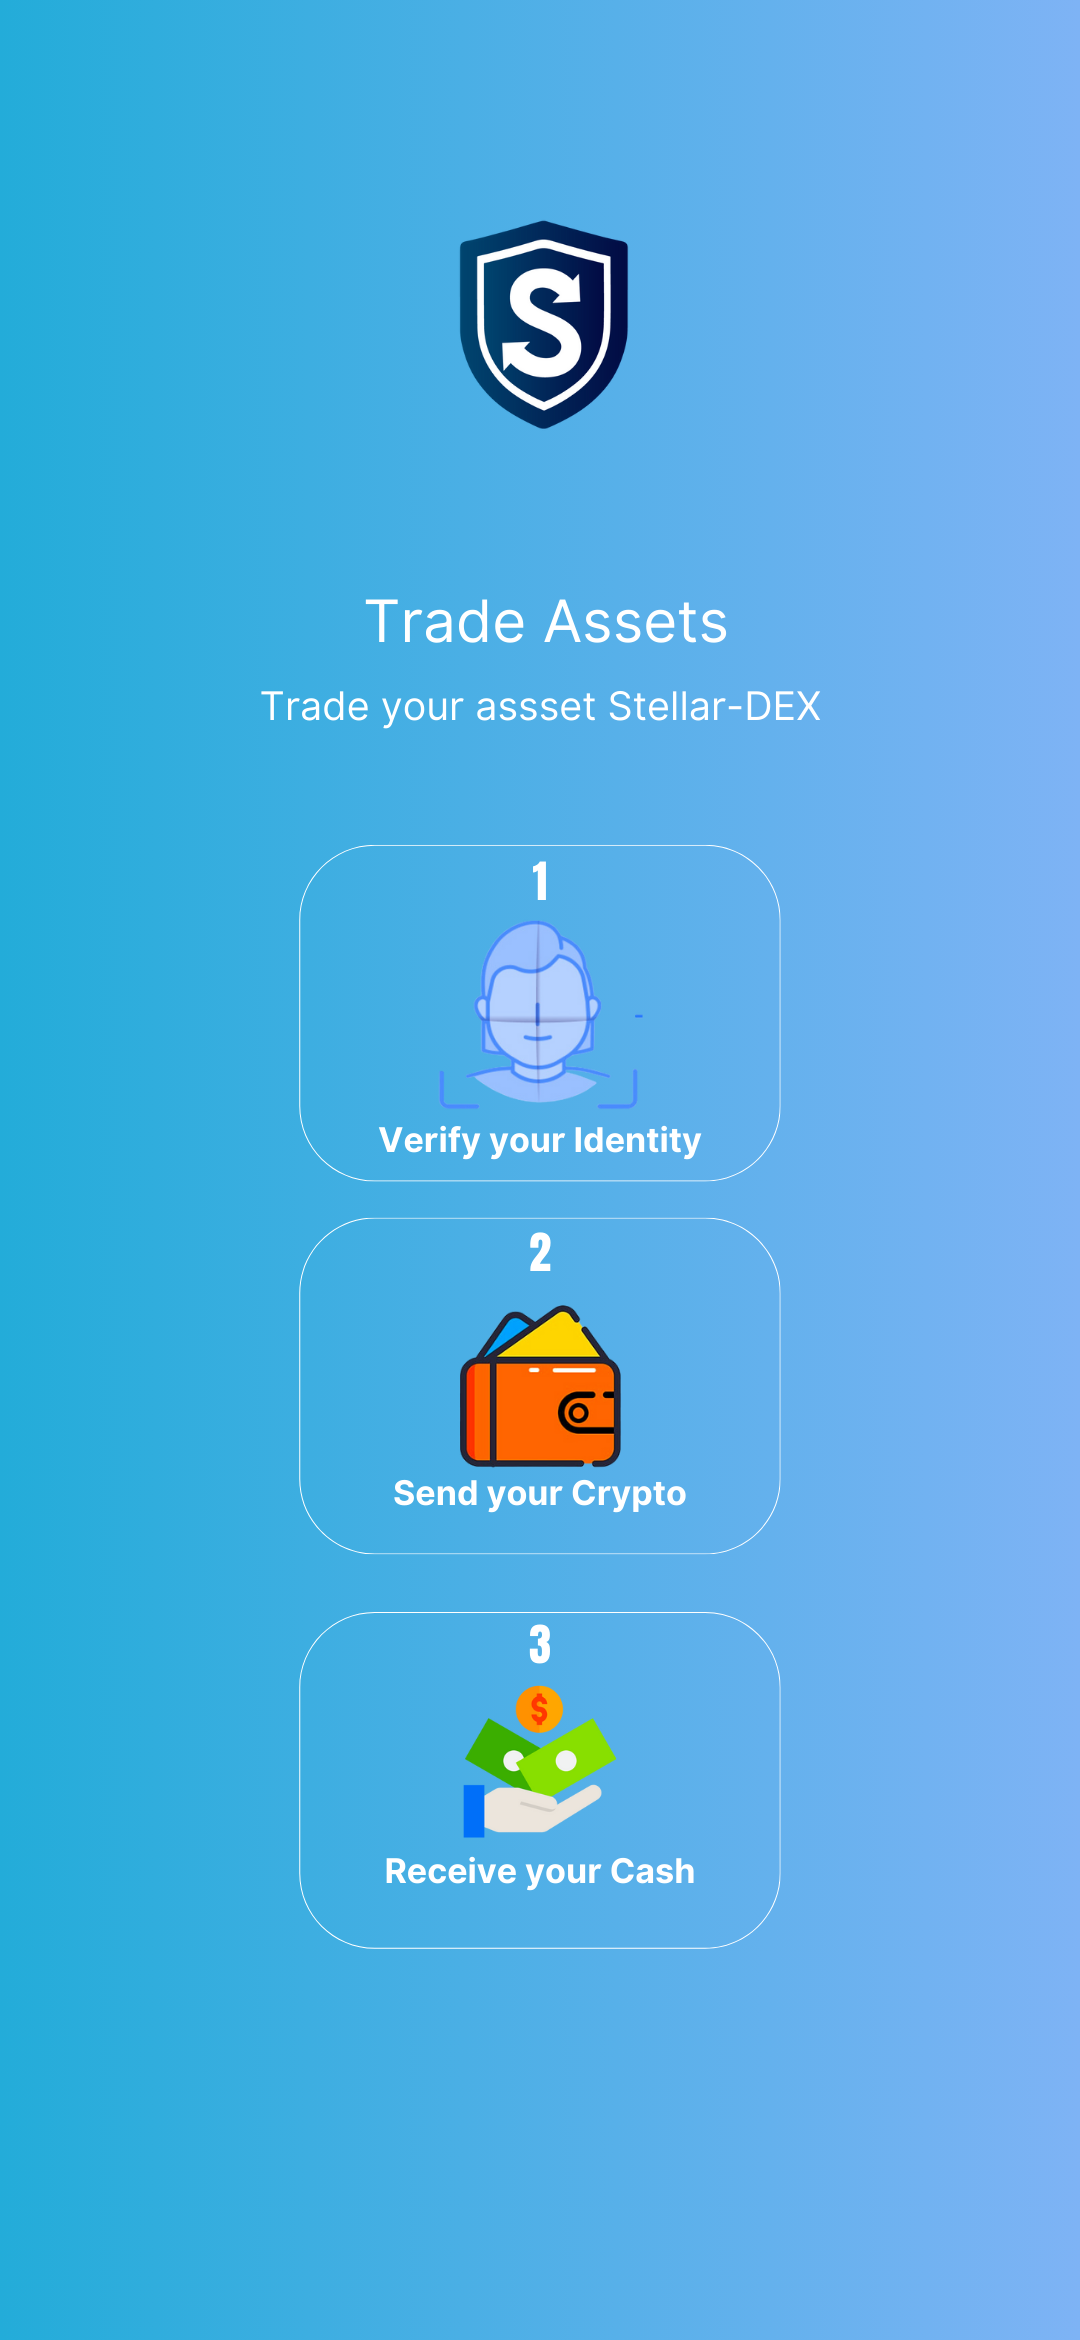 S
Trade Assets
Trade your assset Stellar-DEX
1
Verify your Identity
2
Send your Crypto
3
$
Receive your Cash